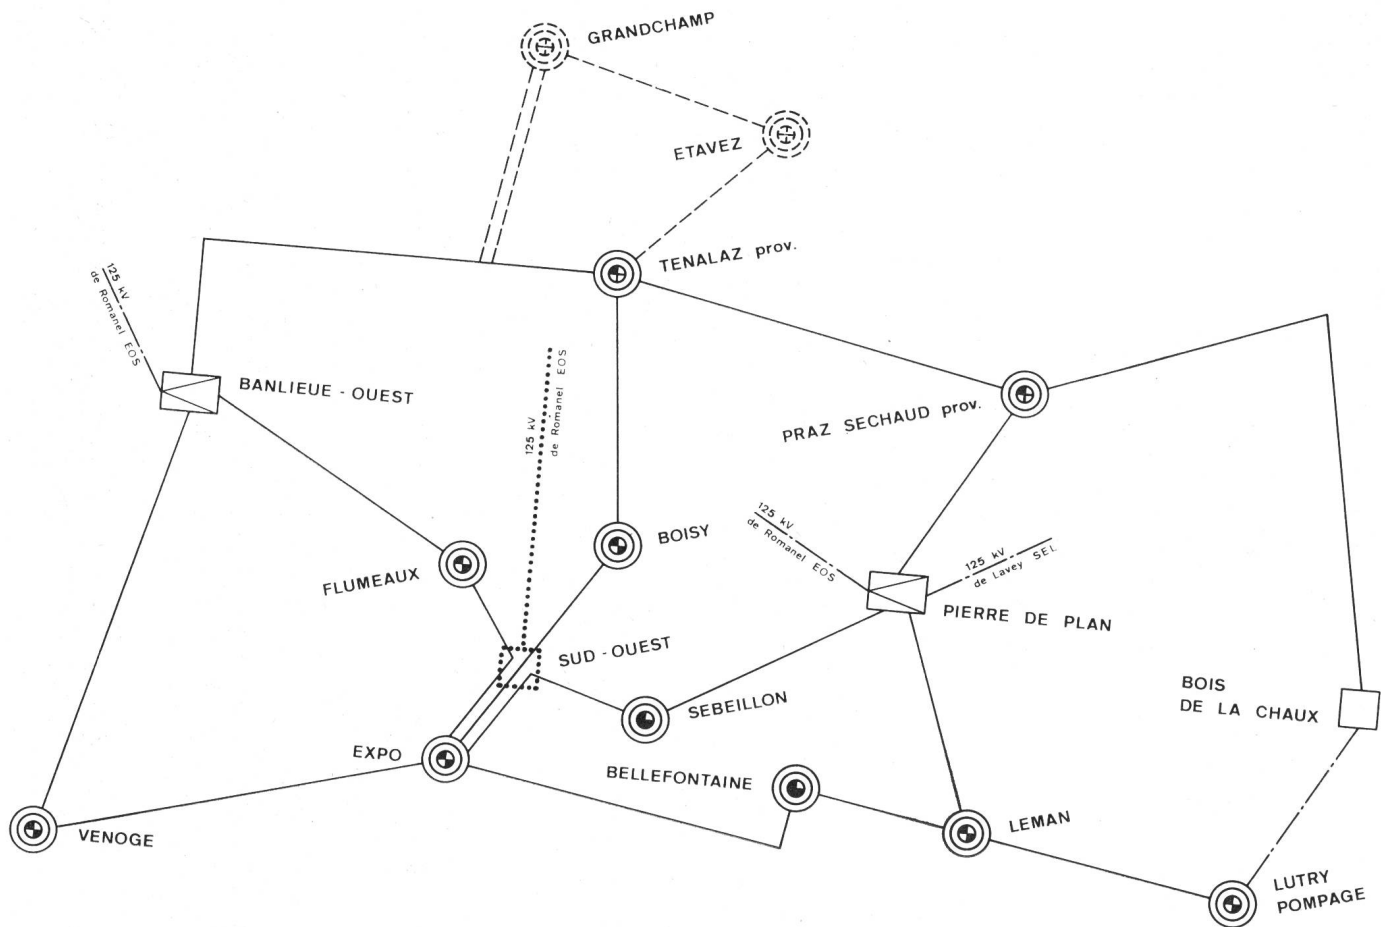 GRANDCHAMP
ETAVEZ
TENALAZ prov.
125 kV
de Romanel EOS
BANLIEUE - OUEST
125 kV
de Romanel EOS
PRAZ SECHAUD prov.
BOISY
125 kV
de Romanel EOS
125 kV
de Lavey SEL
FLUMEAUX
PIERRE DE PLAN
SUD - OUEST
BOIS
DE LA CHAUX
SEBEILLON
EXPO
BELLEFONTAINE
LEMAN
VENOGE
LUTRY
POMPAGE